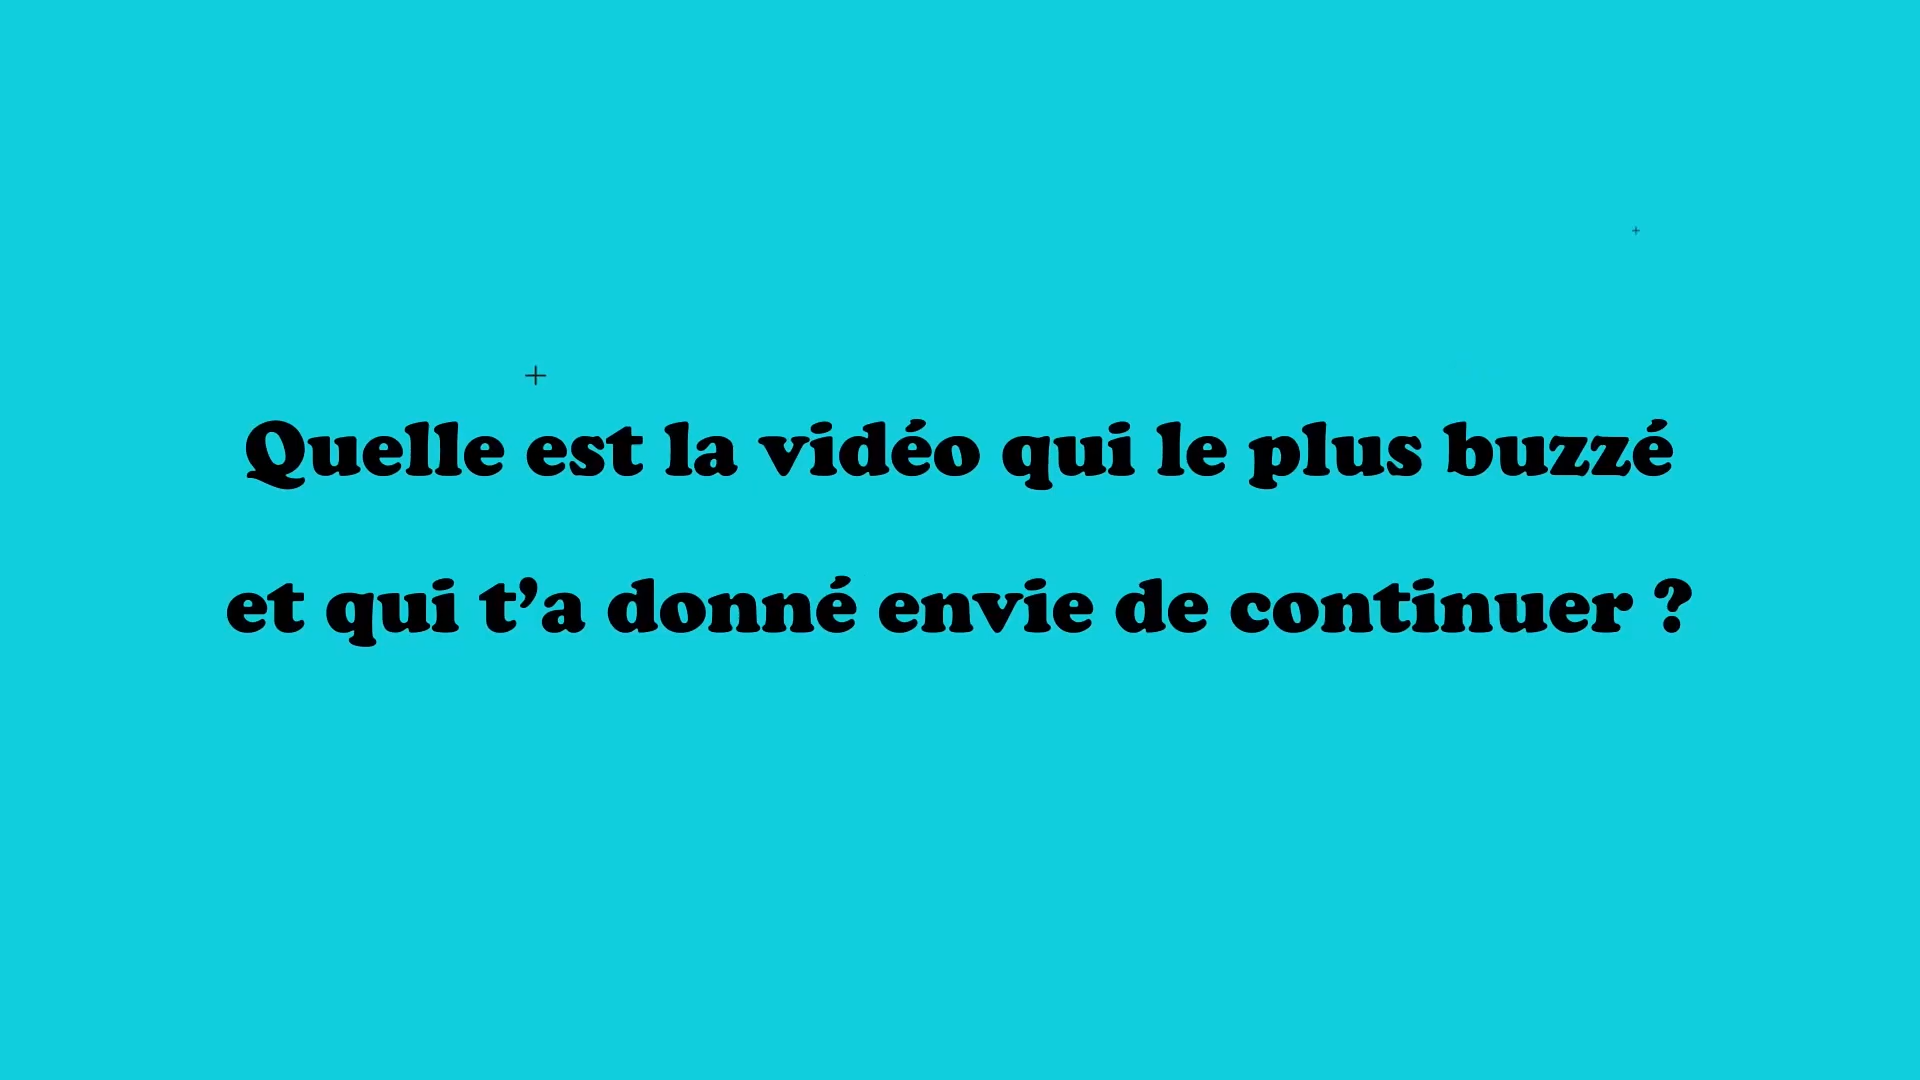 Quelle est la vidéo qui le plus buzzé
et qui t’a donné envie de continuer ?